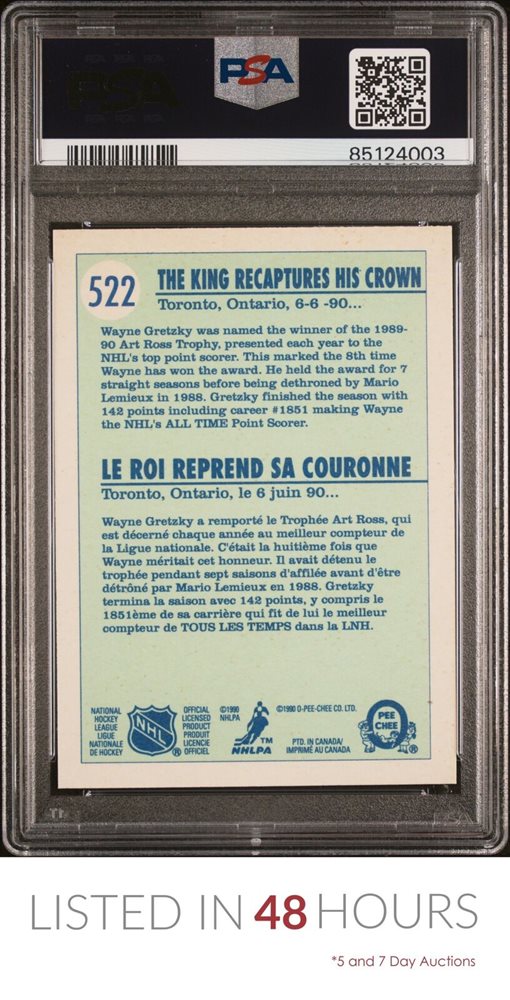 PSA
85124003
522
THE KING RECAPTURES HIS CROWN
Toronto, Ontario, 6-6 -90...
Wayne Gretzky was named the winner of the 1989-
90 Art Ross Trophy, presented each year to the
NHL's top point scorer. This marked the 8th time
Wayne has won the award. He held the award for 7
straight seasons before being dethroned by Mario
Lemieux in 1988. Gretzky finished the season with
142 points including career #1851 making Wayne
the NHL's ALL TIME Point Scorer.
LE ROI REPREND SA COURONNE
Toronto, Ontario, le 6 juin 90...
Wayne Gretzky a remporté le Trophée Art Ross, qui
est décerné chaque année au meilleur compteur de
la Ligue nationale. C'était la huitième fois que
Wayne méritait cet honneur. Il avait détenu le
trophée pendant sept saisons d'affilée avant d'être
détrôné par Mario Lemieux en 1988. Gretzky
termina la saison avec 142 points, y compris le
1851ème de sa carrière qui fit de lui le meilleur
compteur de TOUS LES TEMPS dans la LNH.
NATIONAL
HOCKEY
LEAGUE
LIGUE
NATIONALE
DE HOCKEY
NHL
®
OFFICIAL
LICENSED
PRODUCT
PRODUIT
LICENCIE
OFFICIEL
©1990
NHLPA
TM
NHLPA
©1990 O-PEE-CHEE CO. LTD.
PTD. IN CANADA/
IMPRIMÉ AU CANADA
O
PEE
CHEE
®
LISTED IN 48 HOURS
*5 and 7 Day Auctions